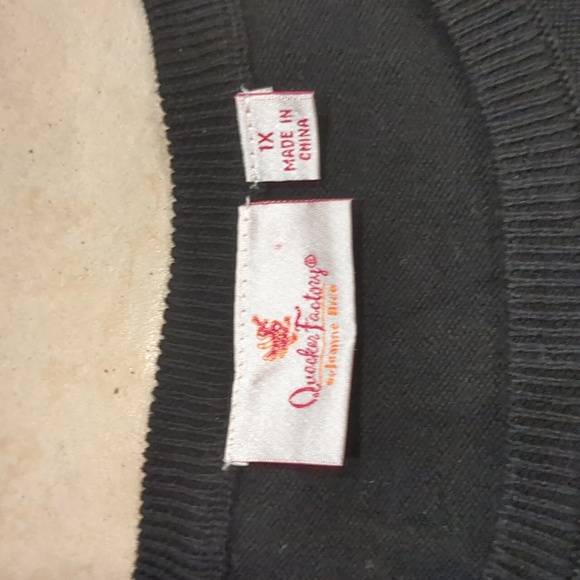 1X
MADE IN
CHINA
Quacker Factory®
by Jeanne Bice